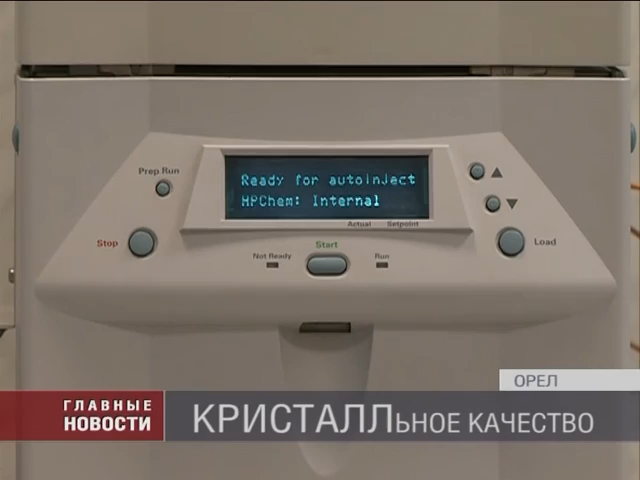 Prep Run
Ready for autoinject
HPChem: Internal
Actual Setpoint
Stop
Start
Load
Not Ready
Run
ОРЕЛ
ГЛАВНЫЕ
НОВОСТИ
КРИСТАЛЛЬНОЕ КАЧЕСТВО